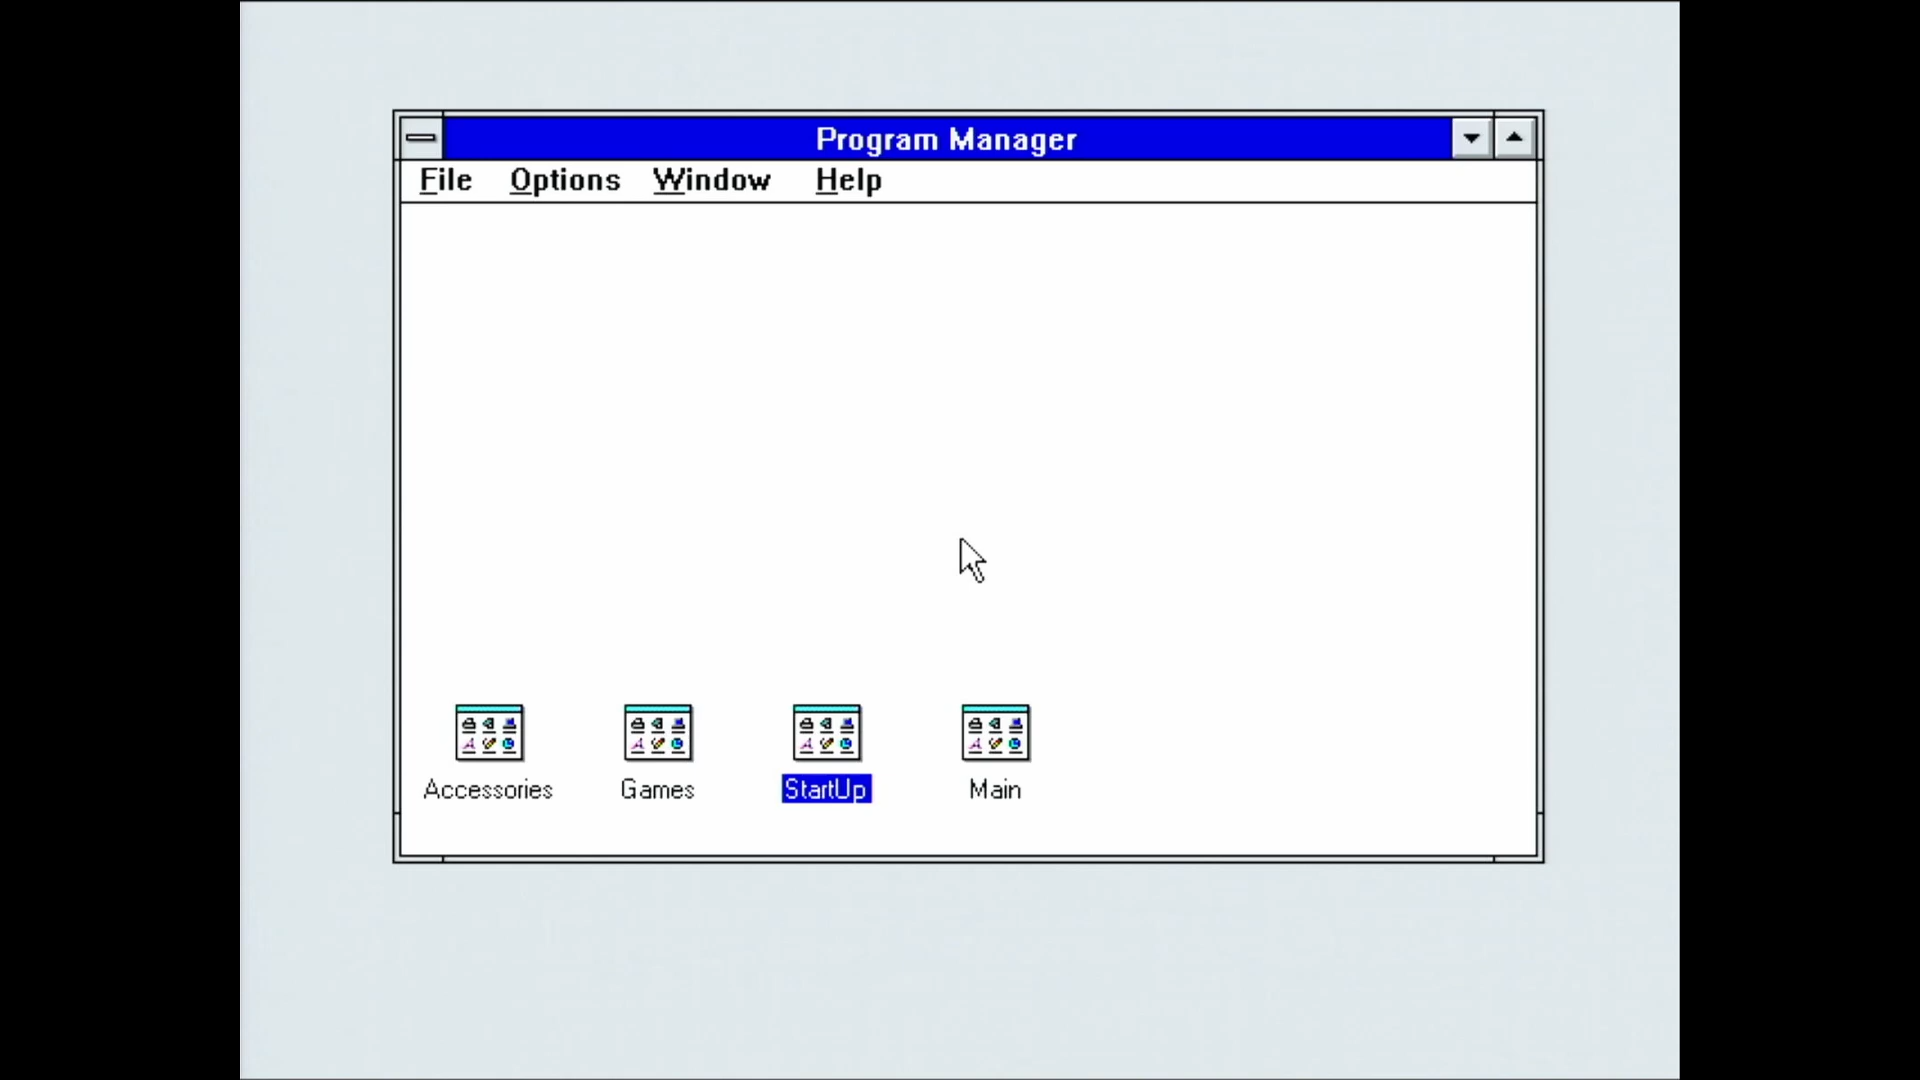 Program Manager
File Options Window Help
Accessories Games StartUp Main